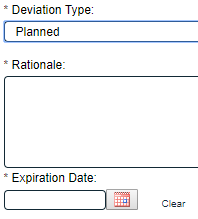 * Deviation Type:
Planned
* Rationale:
* Expiration Date:
Clear